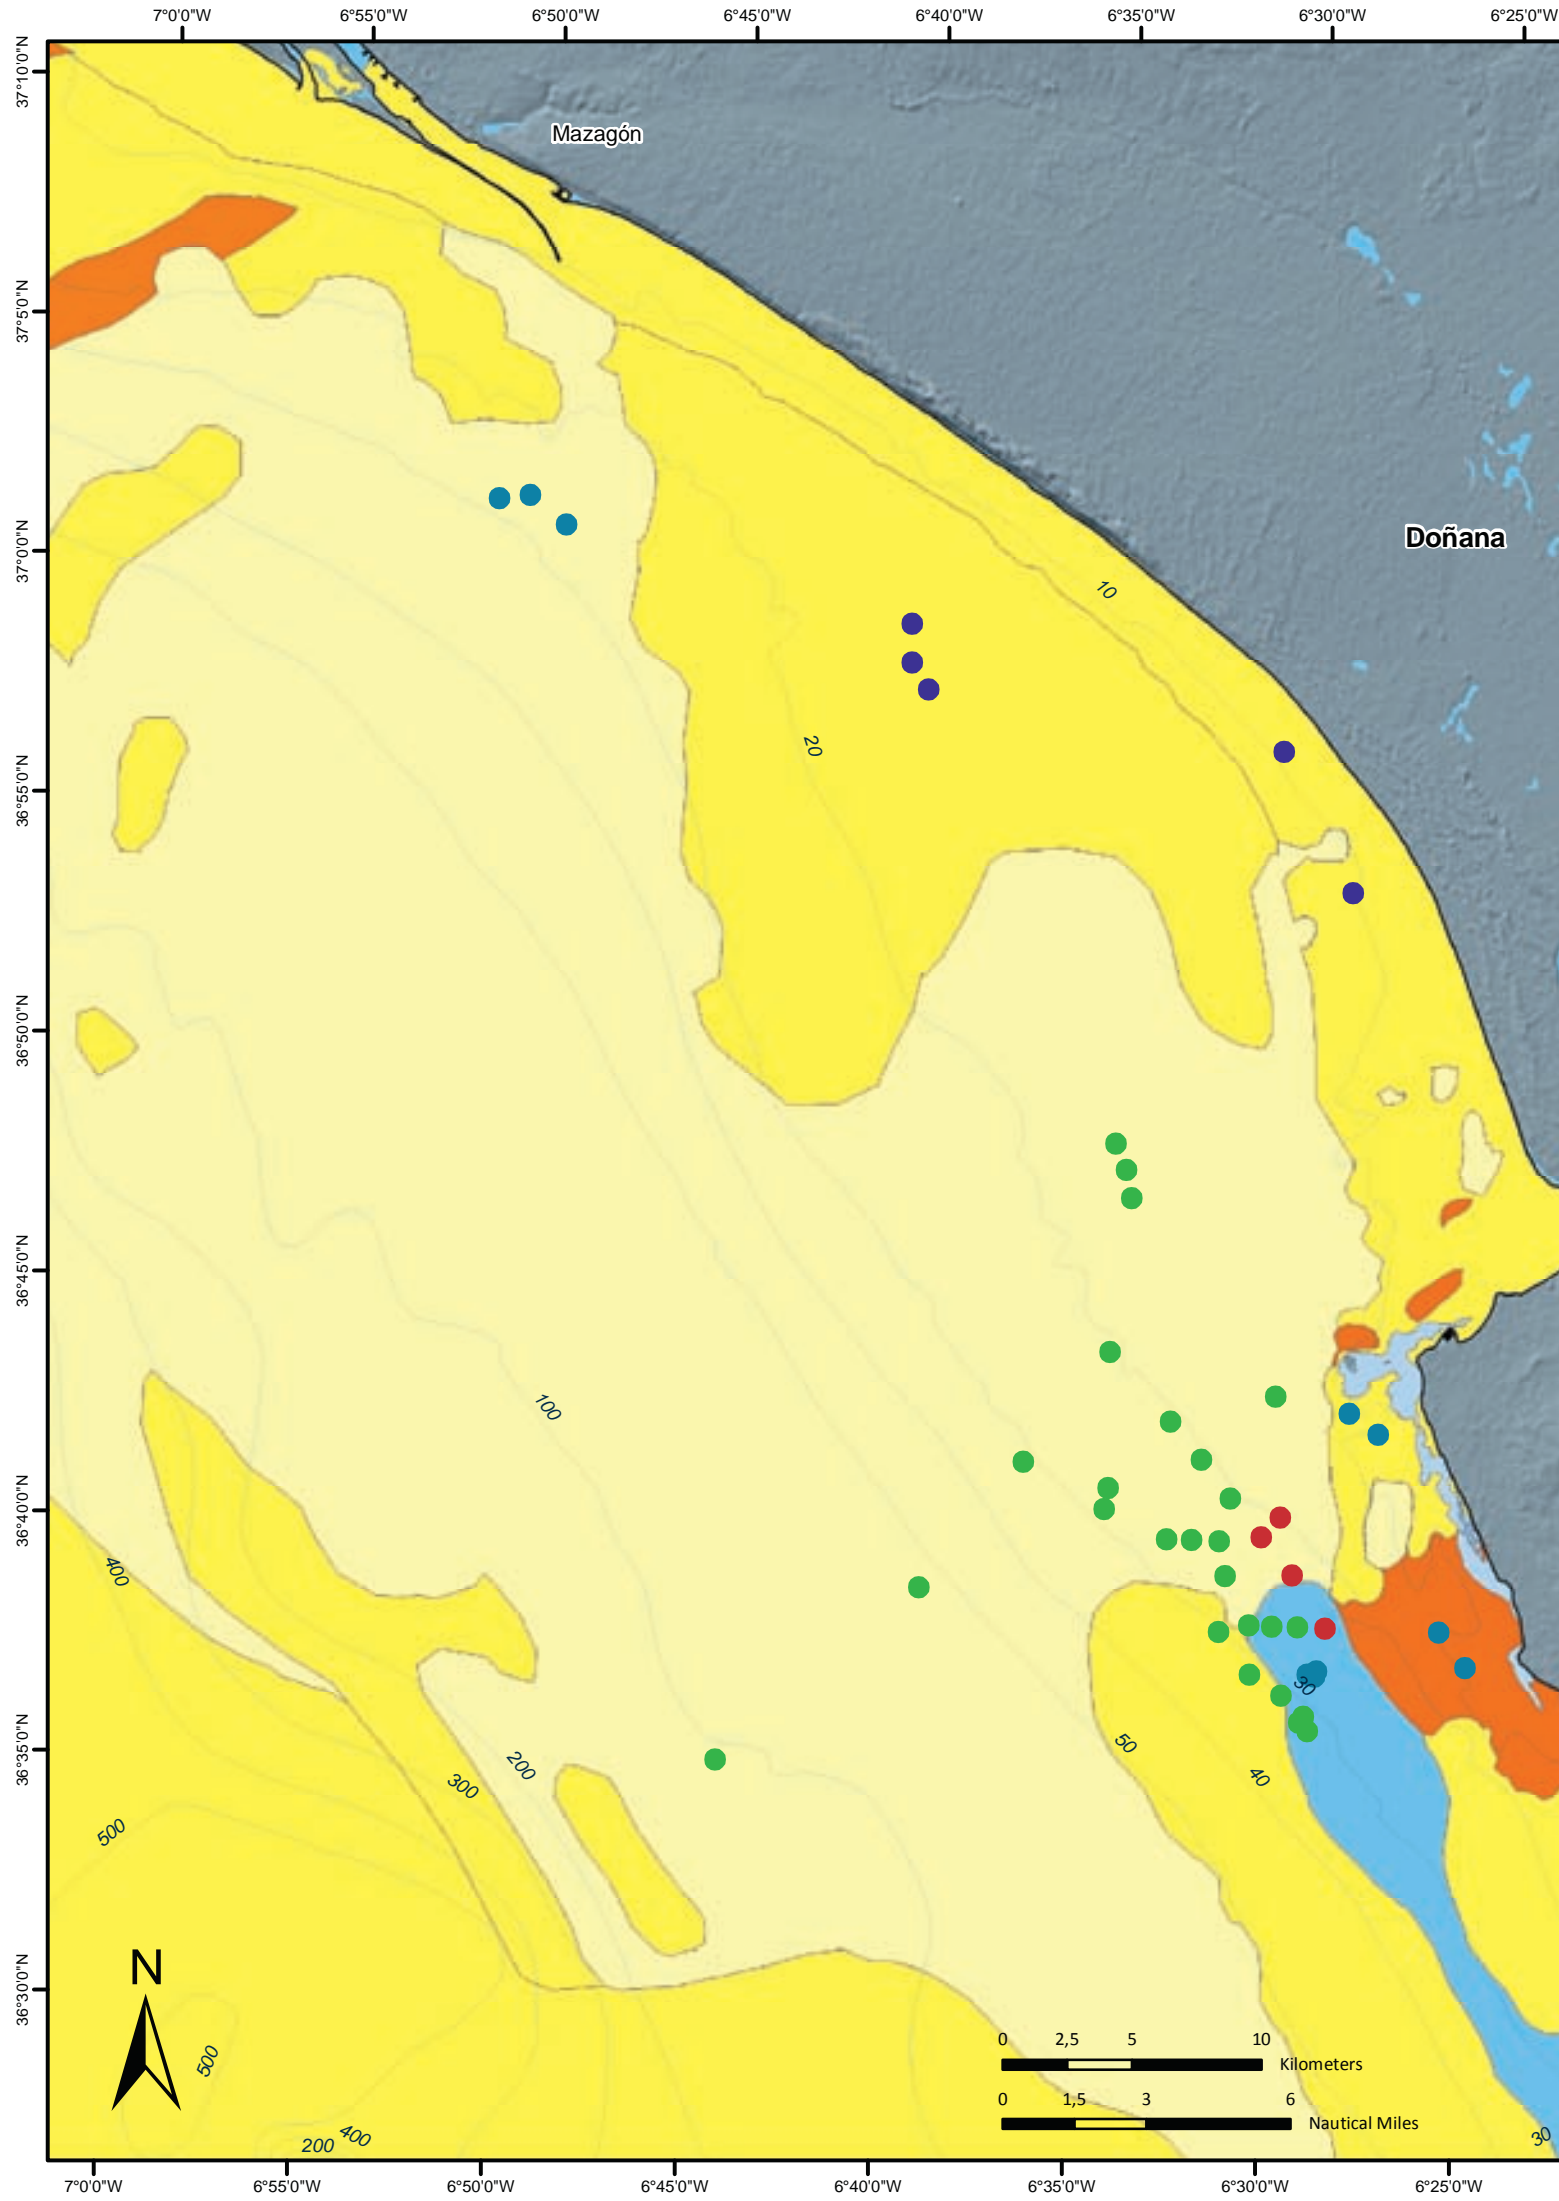 7°0'0"W 6°55'0"W 6°50'0"W 6°45'0"W 6°40'0"W 6°35'0"W 6°30'0"W 6°25'0"W
37°10'0"N
Mazagón
37°5'0"N
37°0'0"N
Doñana
10
20
36°55'0"N
36°50'0"N
36°45'0"N
100
36°40'0"N
400
30
36°35'0"N
50
40
200
300
500
N
36°30'0"N
500
0 2,5 5 10
Kilometers
0 1,5 3 6
Nautical Miles
400
200
30
7°0'0"W 6°55'0"W 6°50'0"W 6°45'0"W 6°40'0"W 6°35'0"W 6°30'0"W 6°25'0"W